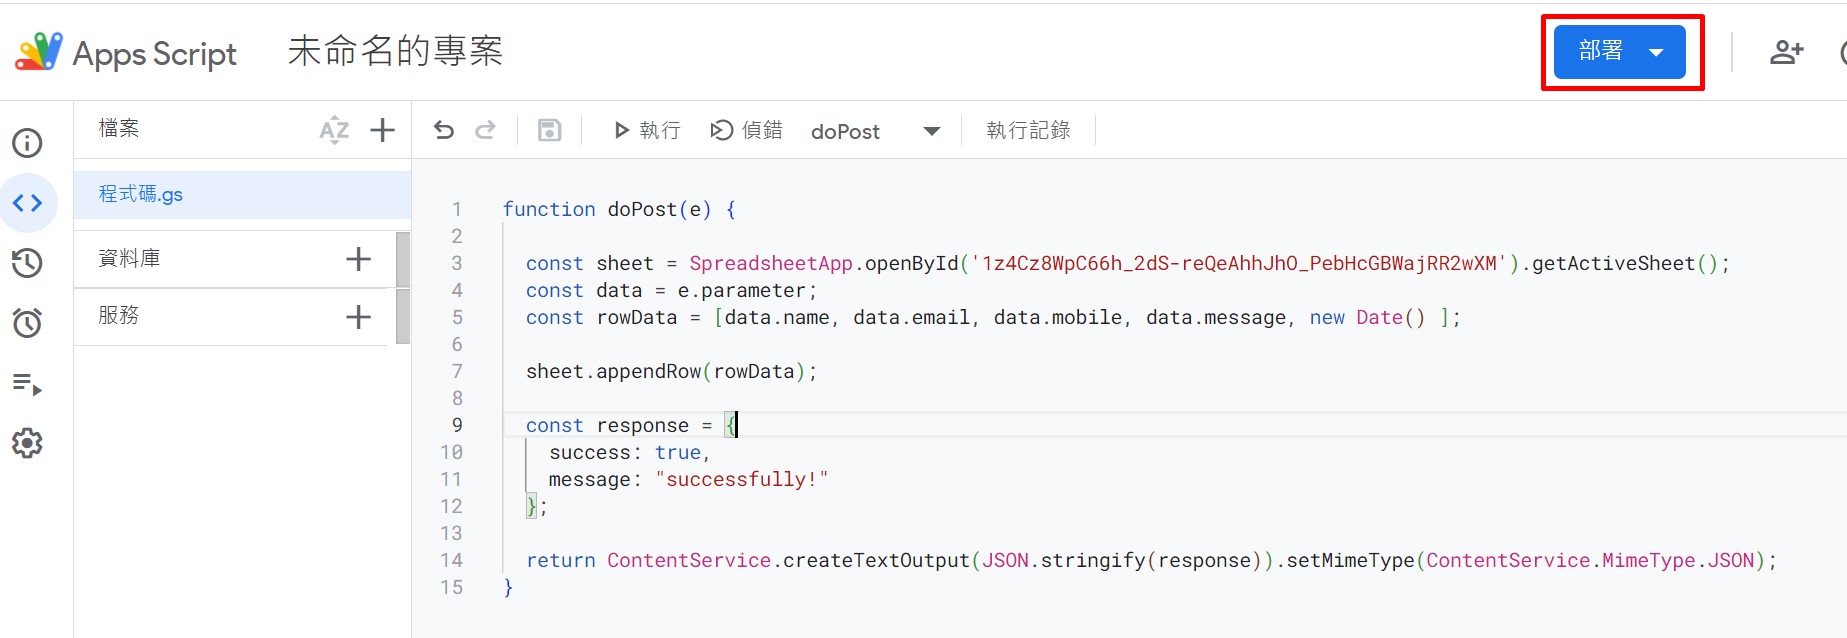 Apps Script 未命名的專案 部署
檔案 AZ 執行 偵錯 doPost 執行記錄
程式碼.gs
資料庫
服務
1 function doPost(e) {
2
3 const sheet = SpreadsheetApp.openById('1z4Cz8WpC66h_2dS-reQeAhhJhO_PebHcGBWajRR2wXM').getActiveSheet();
4 const data = e.parameter;
5 const rowData = [data.name, data.email, data.mobile, data.message, new Date() ];
6
7 sheet.appendRow(rowData);
8
9 const response = {
10 success: true,
11 message: "successfully!"
12 };
13
14 return ContentService.createTextOutput(JSON.stringify(response)).setMimeType(ContentService.MimeType.JSON);
15 }